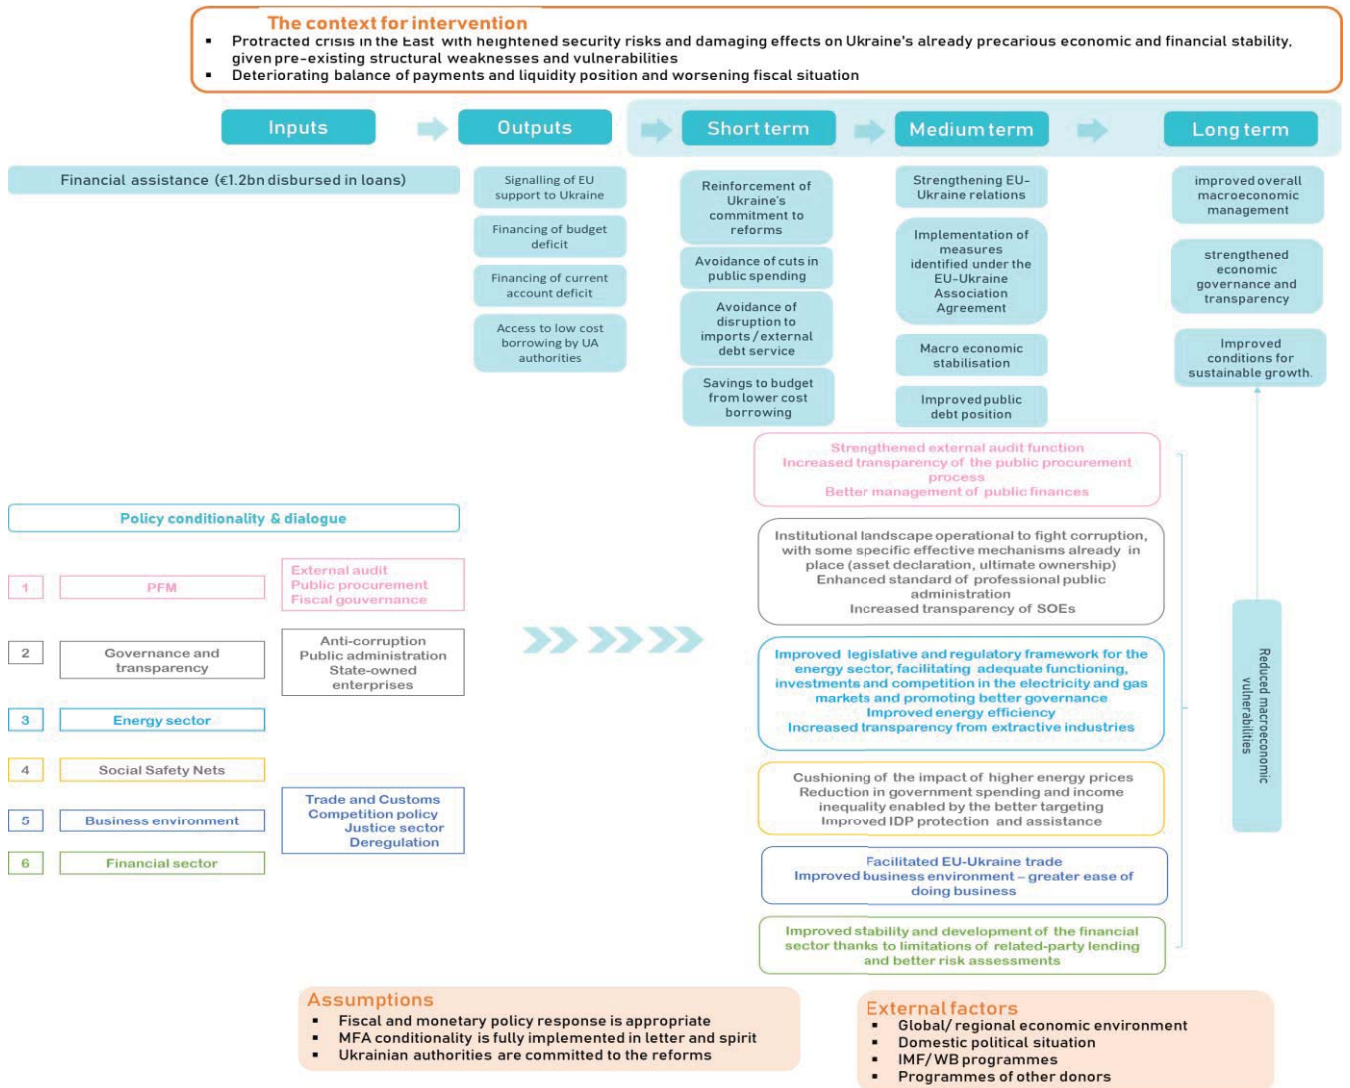 The context for intervention
▪ Protracted crisis in the East with heightened security risks and damaging effects on Ukraine's already precarious economic and financial stability,
given pre-existing structural weaknesses and vulnerabilities
▪ Deteriorating balance of payments and liquidity position and worsening fiscal situation
Inputs
Outputs
Short term
Medium term
Long term
Financial assistance (€1.2bn disbursed in loans)
Signalling of EU
support to Ukraine
Financing of budget
deficit
Financing of current
account deficit
Access to low cost
borrowing by UA
authorities
Reinforcement of
Ukraine's
commitment to
reforms
Avoidance of cuts in
public spending
Avoidance of
disruption to
imports / external
debt service
Savings to budget
from lower cost
borrowing
Strengthening EU-
Ukraine relations
Implementation of
measures
identified under the
EU-Ukraine
Association
Agreement
Macro economic
stabilisation
Improved public
debt position
improved overall
macroeconomic
management
strengthened
economic
governance and
transparency
Improved
conditions for
sustainable growth.
Policy conditionality & dialogue
1
PFM
External audit
Public procurement
Fiscal gouvernance
2
Governance and
transparency
Anti-corruption
Public administration
State-owned
enterprises
3
Energy sector
4
Social Safety Nets
5
Business environment
Trade and Customs
Competition policy
Justice sector
Deregulation
6
Financial sector
Strengthened external audit function
Increased transparency of the public procurement
process
Better management of public finances
Institutional landscape operational to fight corruption,
with some specific effective mechanisms already in
place (asset declaration, ultimate ownership)
Enhanced standard of professional public
administration
Increased transparency of SOEs
Improved legislative and regulatory framework for the
energy sector, facilitating adequate functioning,
investments and competition in the electricity and gas
markets and promoting better governance
Improved energy efficiency
Increased transparency from extractive industries
Cushioning of the impact of higher energy prices
Reduction in government spending and income
inequality enabled by the better targeting
Improved IDP protection and assistance
Facilitated EU-Ukraine trade
Improved business environment – greater ease of
doing business
Improved stability and development of the financial
sector thanks to limitations of related-party lending
and better risk assessments
Reduced macroeconomic
vulnerabilities
Assumptions
▪ Fiscal and monetary policy response is appropriate
▪ MFA conditionality is fully implemented in letter and spirit
▪ Ukrainian authorities are committed to the reforms
External factors
▪ Global/ regional economic environment
▪ Domestic political situation
▪ IMF/WB programmes
▪ Programmes of other donors